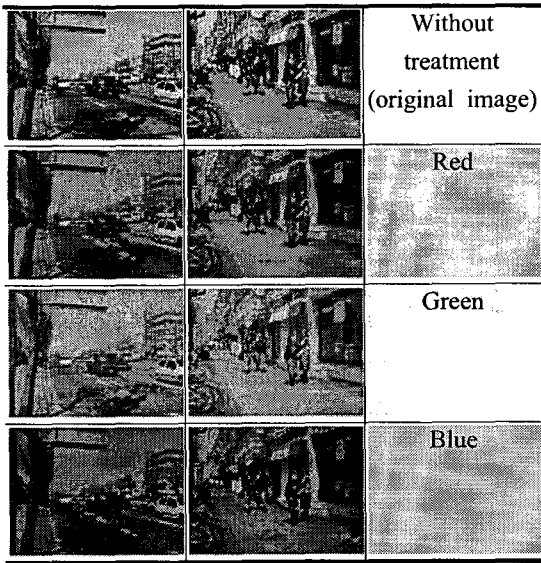 Without
treatment
(original image)
Red
Green
Blue